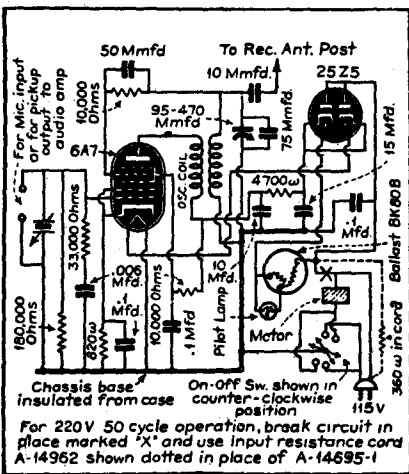 50 Mmfd
To Rec. Ant. Post
10 Mmfd.
25Z5
10,000
Ohms
95-470
Mmfd.
For Mic. input
or for pickup
output to
audio amp
6A7
OSC. COIL
75 Mmfd.
15 Mfd.
4700ω
33,000 Ohms
.006
Mfd.
.1
Mfd.
180,000
Ohms
820ω
10,000 Ohms
.1 Mfd
10
Mfd.
.1
Mfd.
Pilot Lamp
Ballast BK80B
X
Motor
360 ω in cord
115V
Chassis base
insulated from case
On-Off Sw. shown in
counter-clockwise
position
For 220V 50 cycle operation, break circuit in
place marked "X" and use input resistance cord
A-14962 shown dotted in place of A-14695-1